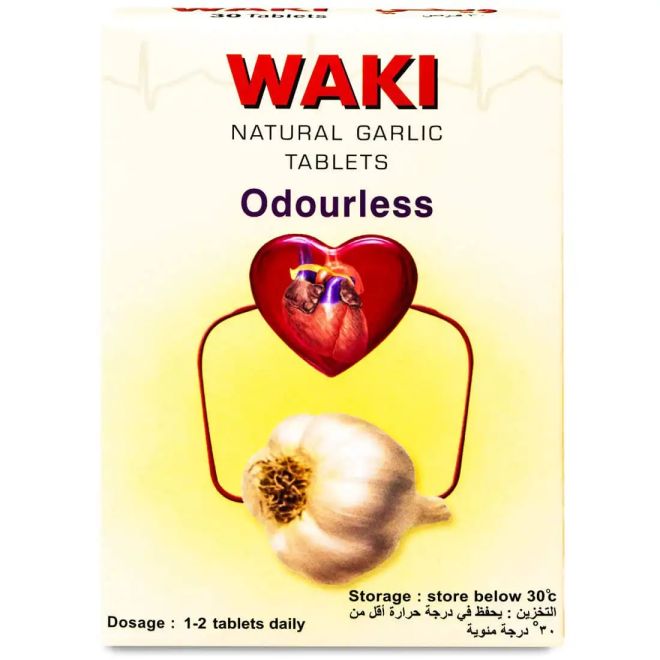 30 Tablets
WAKI
NATURAL GARLIC
TABLETS
Odourless
Storage : store below 30°c
التخزين : يحفظ في درجة حرارة أقل من
٣٠° درجة مئوية
Dosage : 1-2 tablets daily